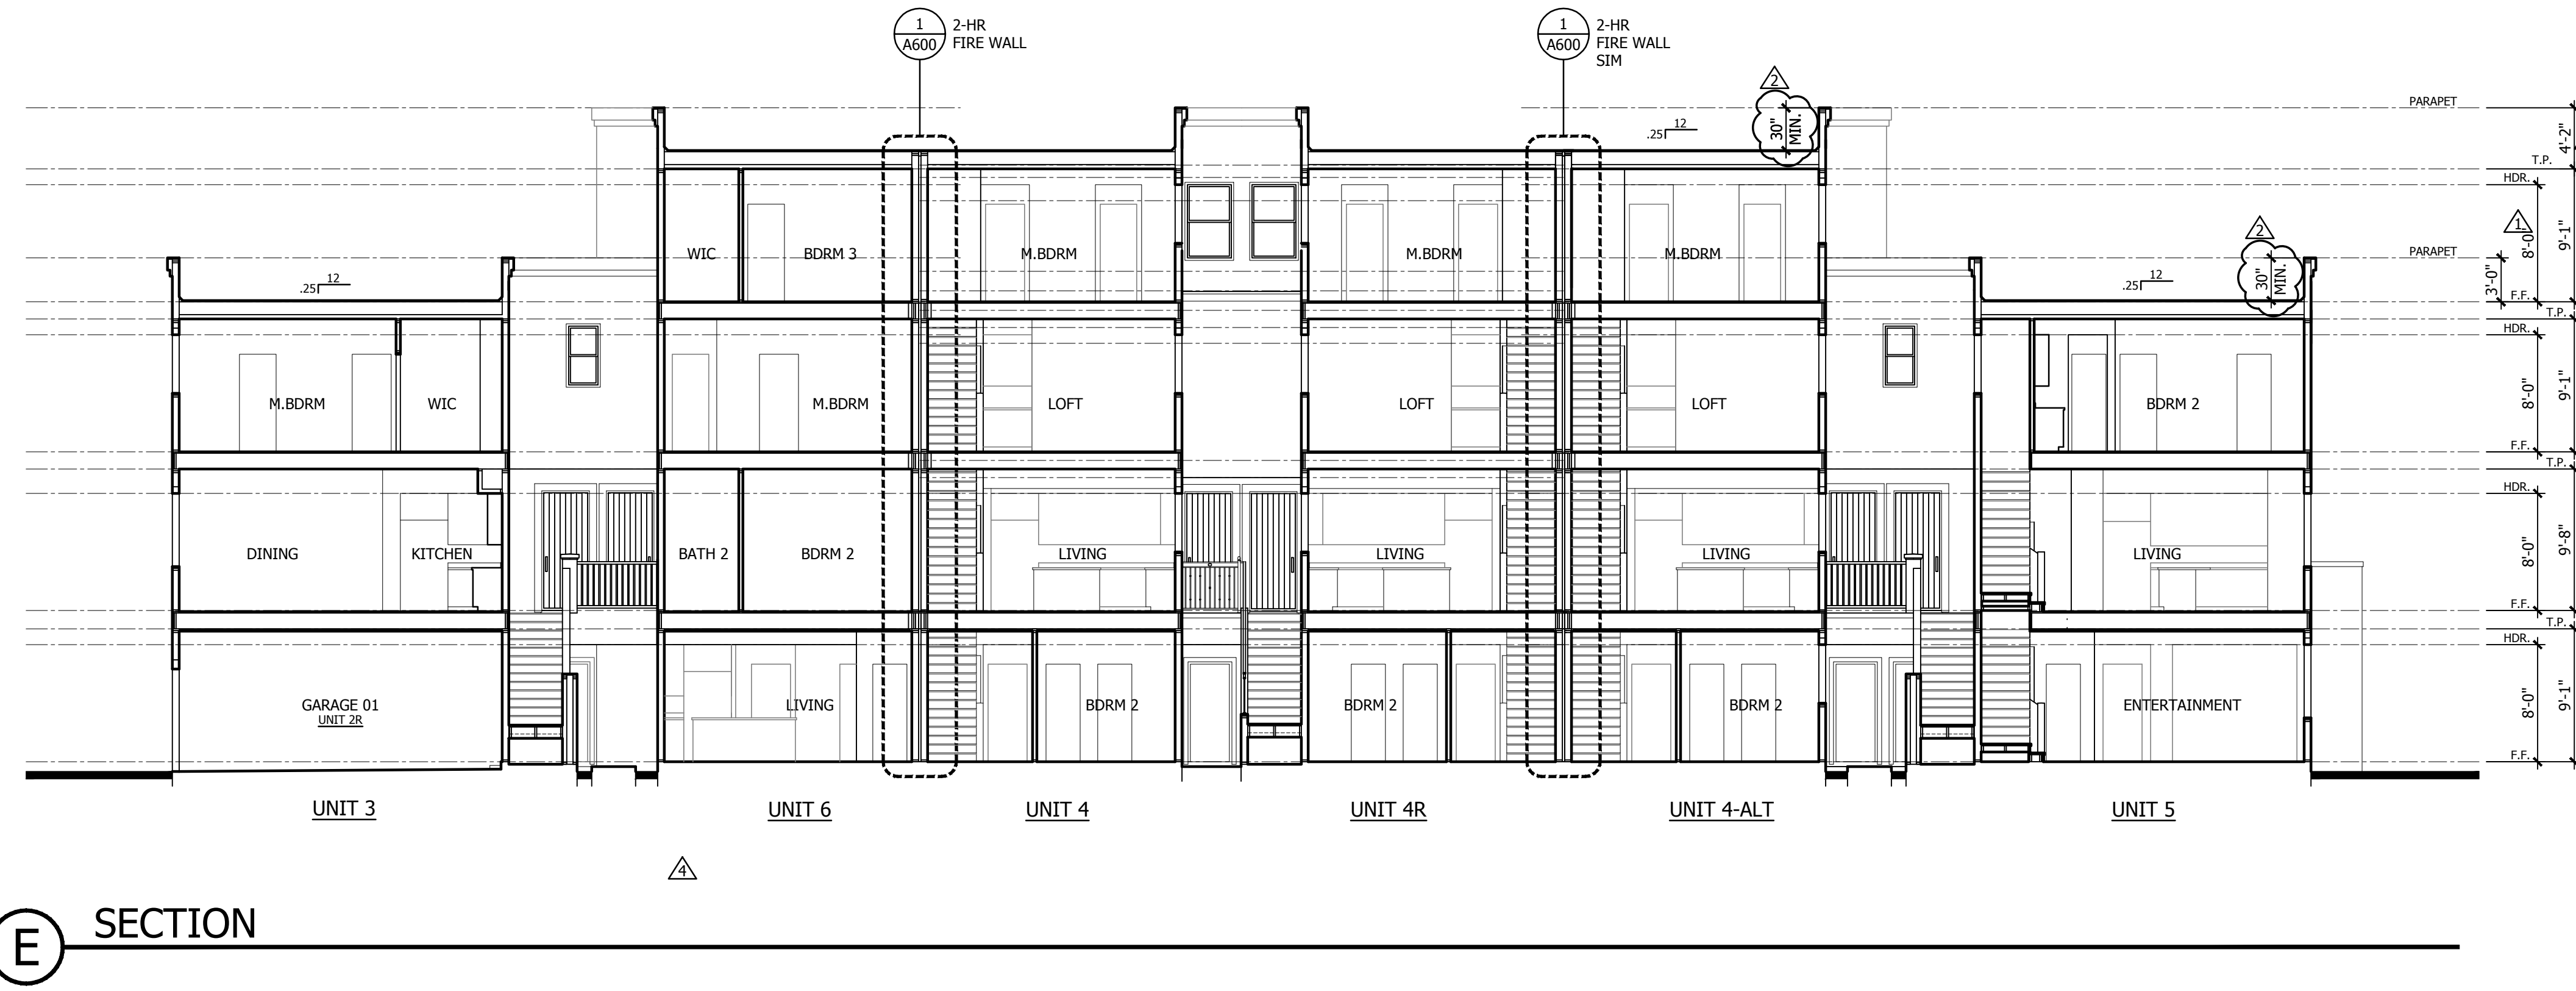 1
A600
2-HR
FIRE WALL
1
A600
2-HR
FIRE WALL
SIM
2
30"
MIN.
12
.25
PARAPET
4'-2"
T.P.
HDR.
1
8'-0"
9'-1"
WIC
BDRM 3
M.BDRM
M.BDRM
M.BDRM
2
30"
MIN.
PARAPET
3'-0"
12
.25
12
.25
F.F.
T.P.
HDR.
M.BDRM
WIC
M.BDRM
LOFT
LOFT
LOFT
BDRM 2
8'-0"
9'-1"
F.F.
T.P.
HDR.
DINING
KITCHEN
BATH 2
BDRM 2
LIVING
LIVING
LIVING
LIVING
8'-0"
9'-8"
F.F.
T.P.
HDR.
GARAGE 01
UNIT 2R
LIVING
BDRM 2
BDRM 2
BDRM 2
ENTERTAINMENT
8'-0"
9'-1"
F.F.
UNIT 3
UNIT 6
UNIT 4
UNIT 4R
UNIT 4-ALT
UNIT 5
4
E
SECTION